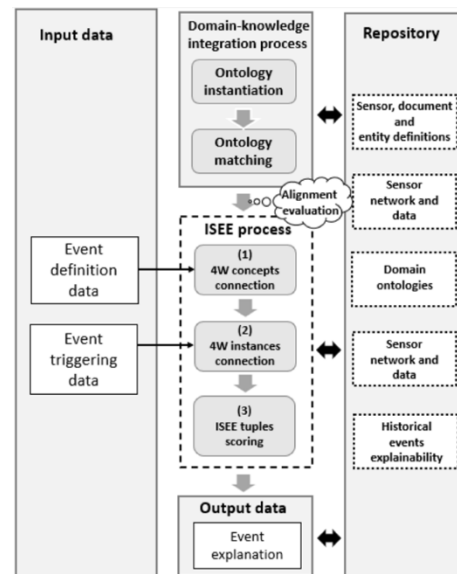 Input data
Domain-knowledge
integration process
Ontology
instantiation
Ontology
matching
Alignment
evaluation
ISEE process
Event
definition
data
(1)
4W concepts
connection
Event
triggering
data
(2)
4W instances
connection
(3)
ISEE tuples
scoring
Output data
Event
explanation
Repository
Sensor, document
and
entity definitions
Sensor
network and
data
Domain
ontologies
Sensor
network and
data
Historical
events
explainability